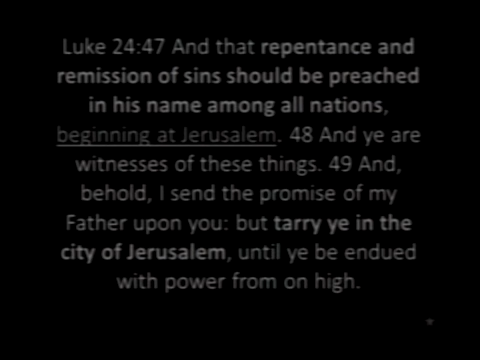 Luke 24:47 And that repentance and
remission of sins should be preached
in his name among all nations,
beginning at Jerusalem. 48 And ye are
witnesses of these things. 49 And,
behold, I send the promise of my
Father upon you: but tarry ye in the
city of Jerusalem, until ye be endued
with power from on high.
*